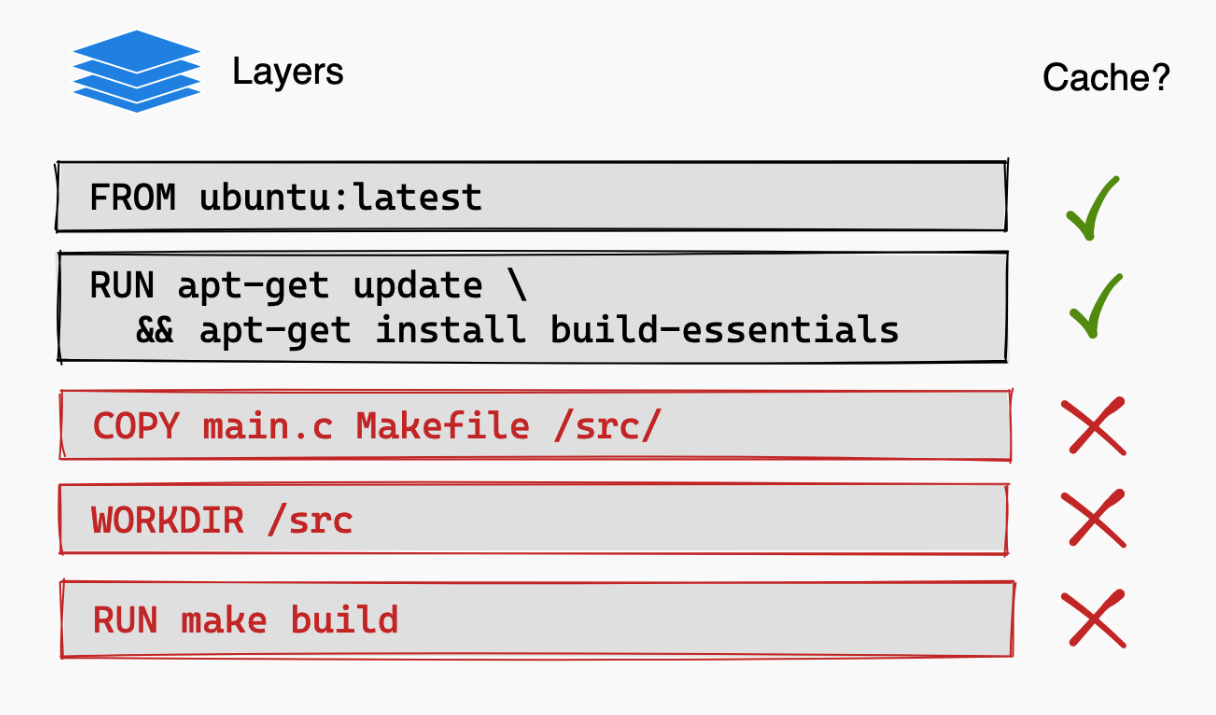 Layers
Cache?
FROM ubuntu:latest
RUN apt-get update \
&& apt-get install build-essentials
COPY main.c Makefile /src/
WORKDIR /src
RUN make build